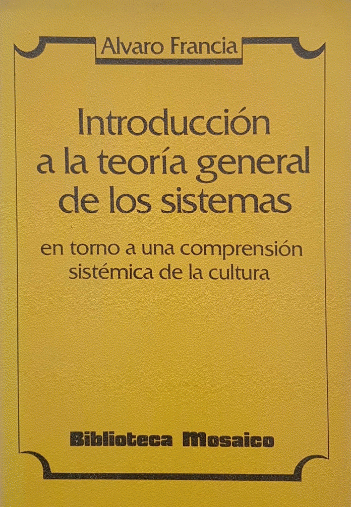 Alvaro Francia
Introducción
a la teoría general
de los sistemas
en torno a una comprensión
sistémica de la cultura
Biblioteca Mosaico